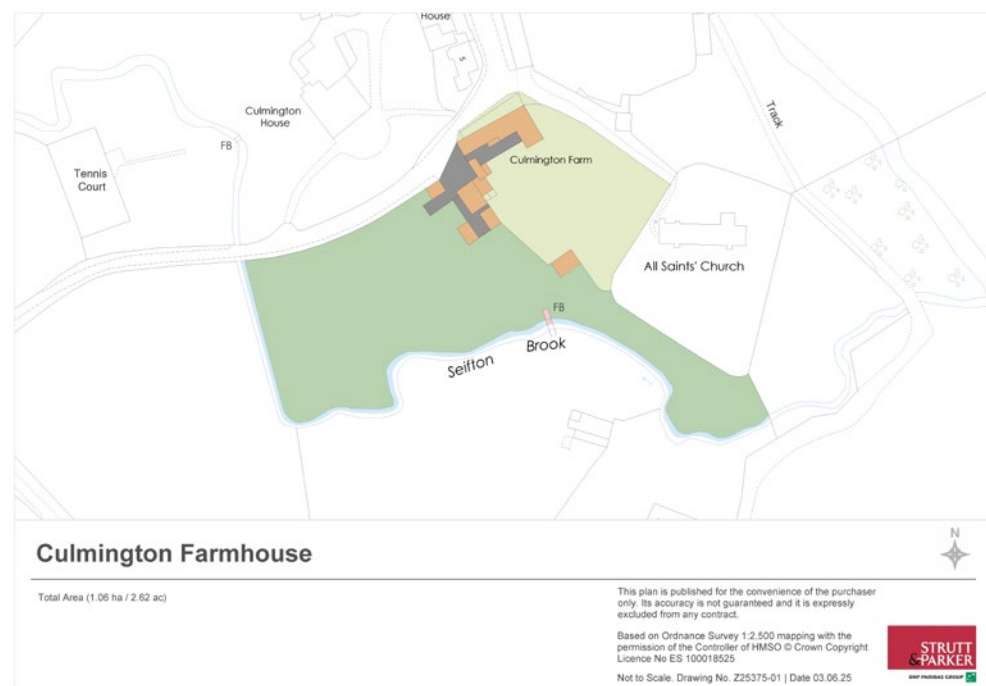 House
5
Culmington
House
FB
Tennis
Court
Track
Culmington Farm
All Saints' Church
FB
Seifton Brook
Culmington Farmhouse
N
Total Area (1.06 ha / 2.62 ac)
This plan is published for the convenience of the purchaser
only. Its accuracy is not guaranteed and it is expressly
excluded from any contract.
Based on Ordnance Survey 1:2,500 mapping with the
permission of the Controller of HMSO © Crown Copyright
Licence No ES 100018525
Not to Scale. Drawing No. Z25375-01 | Date 03.06.25
STRUTT
&PARKER
BNP PARIBAS GROUP